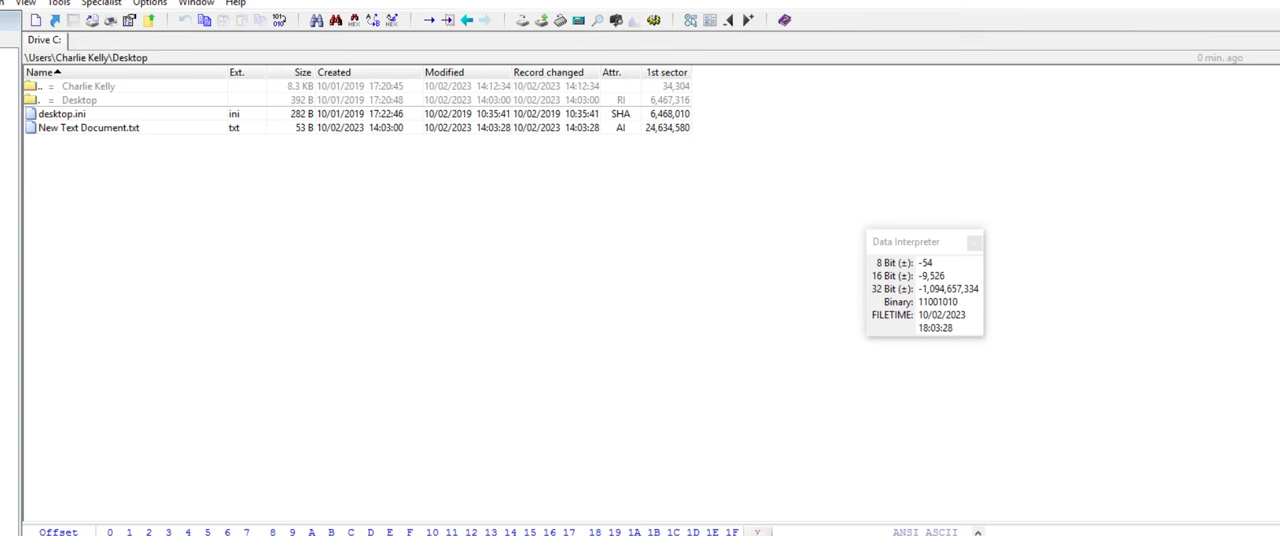 View Tools Specialist Options Window Help
Drive C:
\Users\Charlie Kelly\Desktop 0 min. ago
Name Ext. Size Created Modified Record changed Attr. 1st sector
.. = Charlie Kelly 8.3 KB 10/01/2019 17:20:45 10/02/2023 14:12:34 10/02/2023 14:12:34 34,304
. = Desktop 392 B 10/01/2019 17:20:48 10/02/2023 14:03:00 10/02/2023 14:03:00 RI 6,467,316
desktop.ini ini 282 B 10/01/2019 17:22:46 10/02/2019 10:35:41 10/02/2019 10:35:41 SHA 6,468,010
New Text Document.txt txt 53 B 10/02/2023 14:03:00 10/02/2023 14:03:28 10/02/2023 14:03:28 AI 24,634,580
Data Interpreter
8 Bit (±): -54
16 Bit (±): -9,526
32 Bit (±): -1,094,657,334
Binary: 11001010
FILETIME: 10/02/2023
18:03:28
Offset 0 1 2 3 4 5 6 7 8 9 A B C D E F 10 11 12 13 14 15 16 17 18 19 1A 1B 1C 1D 1E 1F ANSI ASCII